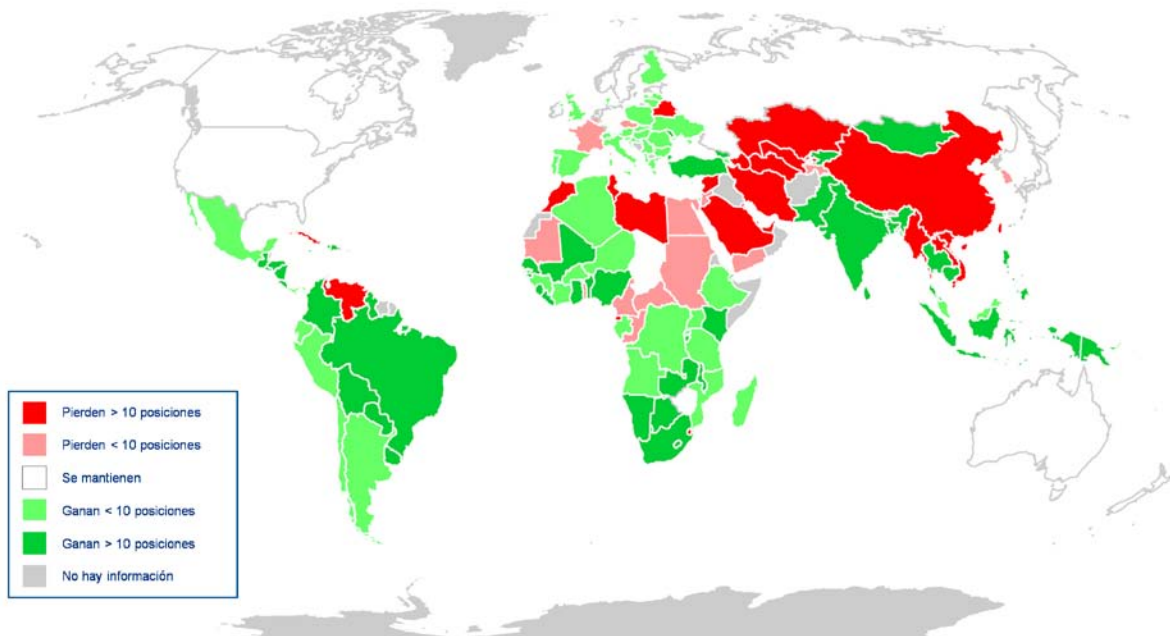 Pierden > 10 posiciones
Pierden < 10 posiciones
Se mantienen
Ganan < 10 posiciones
Ganan > 10 posiciones
No hay información